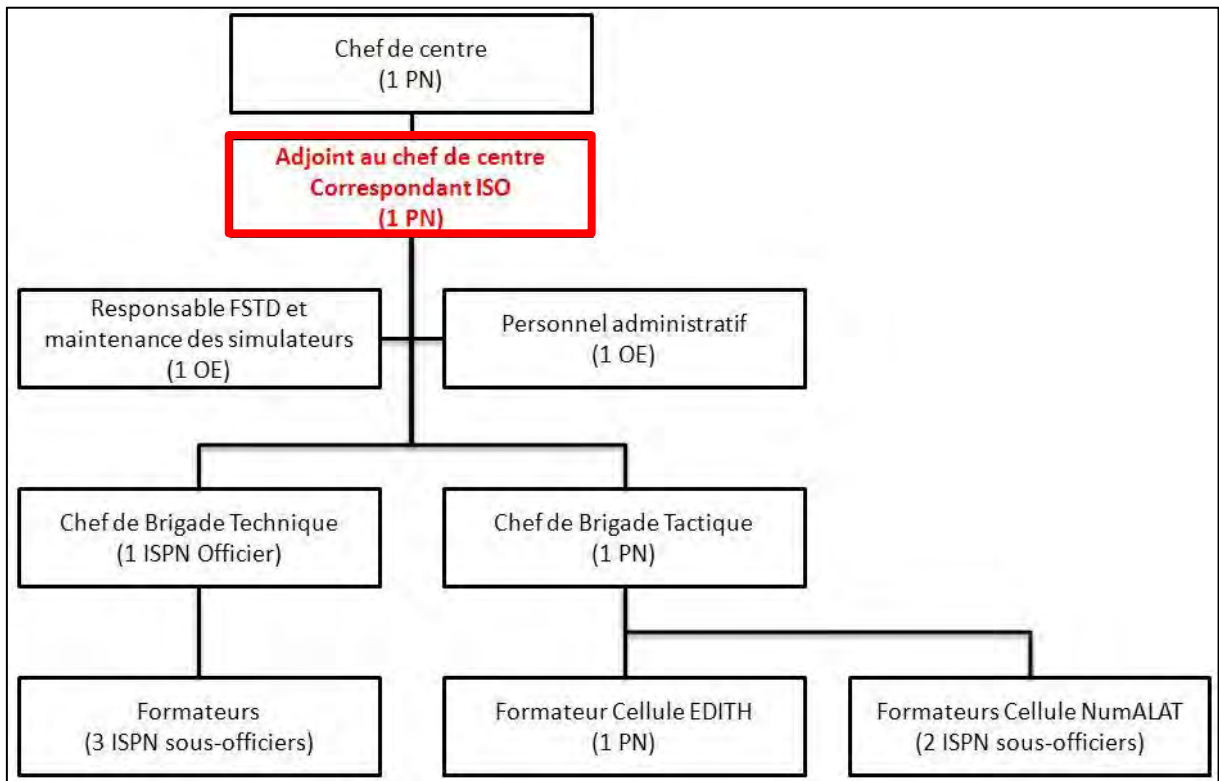 Chef de centre
(1 PN)
Adjoint au chef de centre
Correspondant ISO
(1 PN)
Responsable FSTD et
maintenance des simulateurs
(1 OE)
Personnel administratif
(1 OE)
Chef de Brigade Technique
(1 ISPN Officier)
Chef de Brigade Tactique
(1 PN)
Formateurs
(3 ISPN sous-officiers)
Formateur Cellule EDITH
(1 PN)
Formateurs Cellule NumALAT
(2 ISPN sous-officiers)